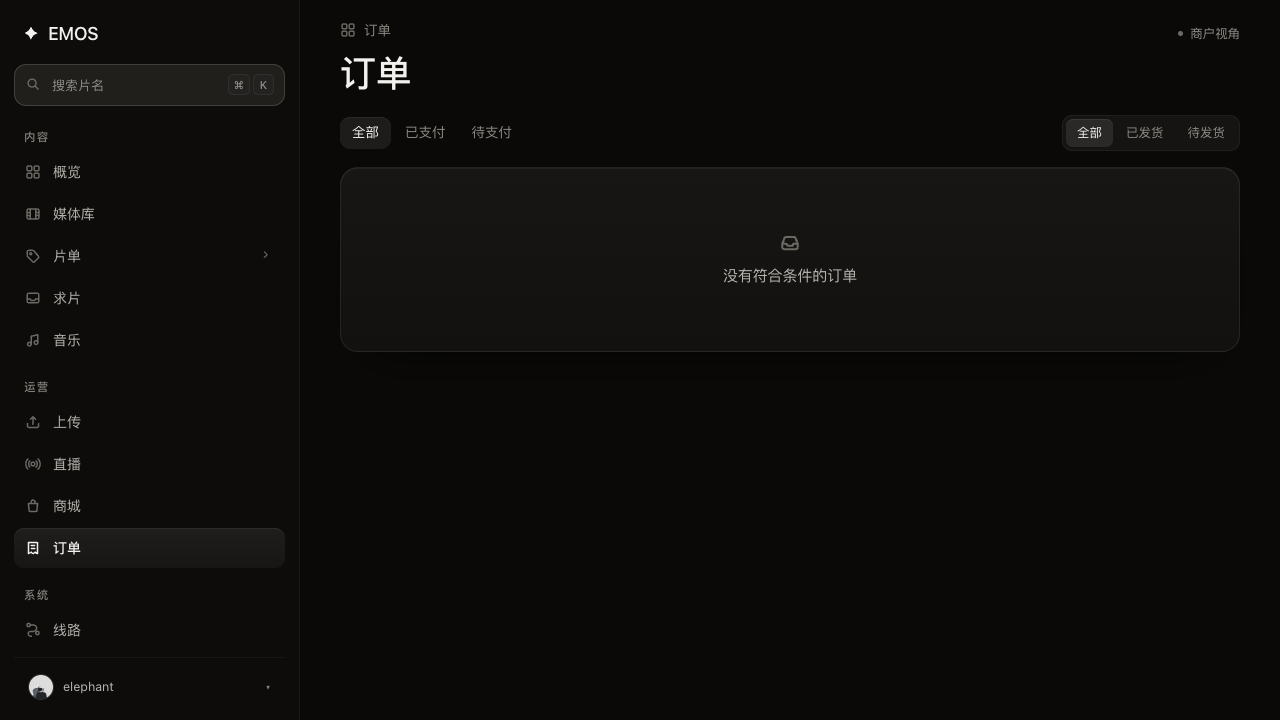 EMOS
搜索片名
⌘ K
内容
概览
媒体库
片单
求片
音乐
运营
上传
直播
商城
订单
系统
线路
elephant
订单
商户视角
订单
全部 已支付 待支付
全部 已发货 待发货
没有符合条件的订单